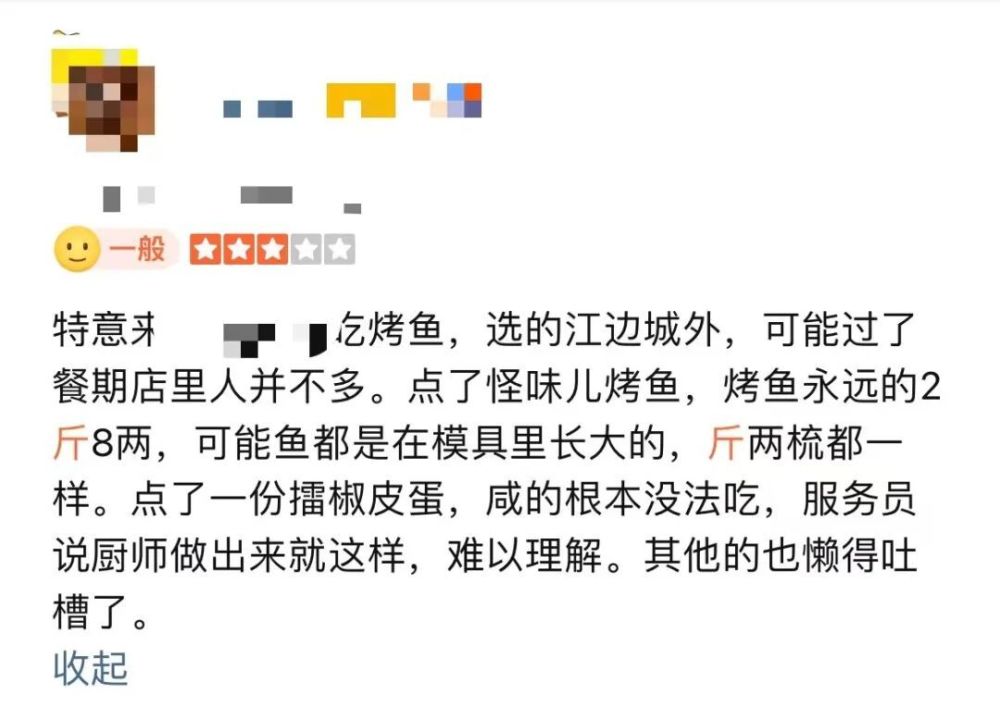 一般
特意来 吃烤鱼，选的江边城外，可能过了
餐期店里人并不多。点了怪味儿烤鱼，烤鱼永远的2
斤8两，可能鱼都是在模具里长大的，斤两梳都一
样。点了一份擂椒皮蛋，咸的根本没法吃，服务员
说厨师做出来就这样，难以理解。其他的也懒得吐
槽了。
收起